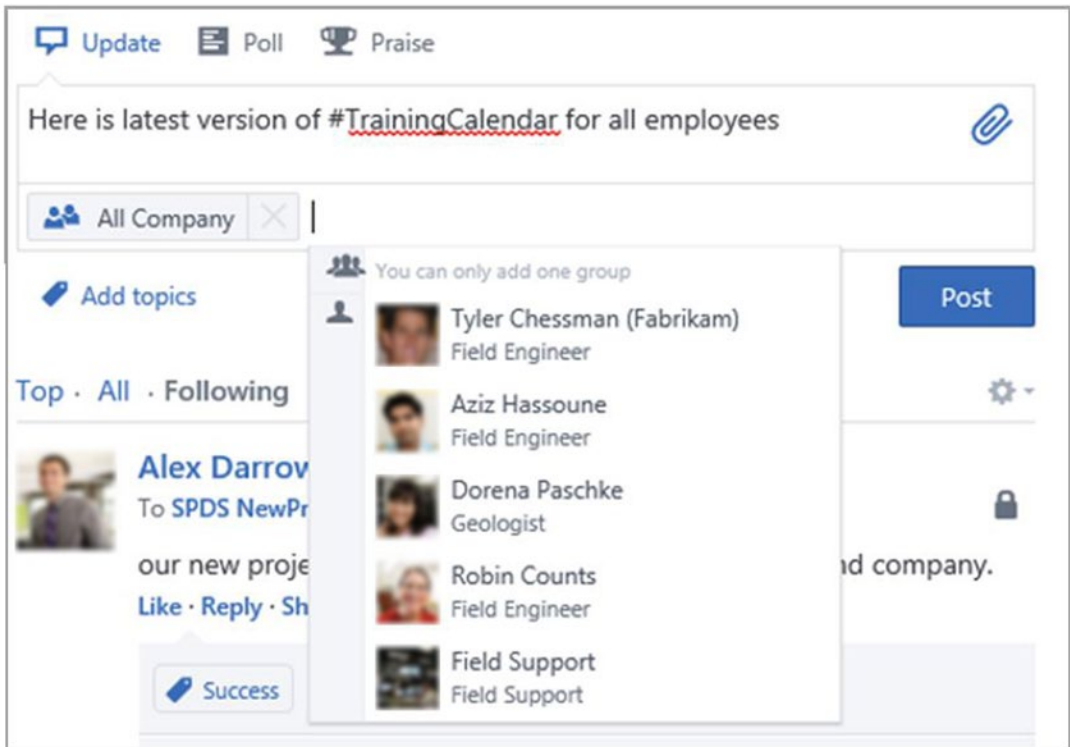 Update Poll Praise
Here is latest version of #TrainingCalendar for all employees
All Company
You can only add one group
Add topics
Post
Tyler Chessman (Fabrikam)
Field Engineer
Top · All · Following
Aziz Hassoune
Field Engineer
Alex Darrow
To SPDS NewPr
Dorena Paschke
Geologist
our new proje
nd company.
Robin Counts
Field Engineer
Like · Reply · Sh
Field Support
Field Support
Success